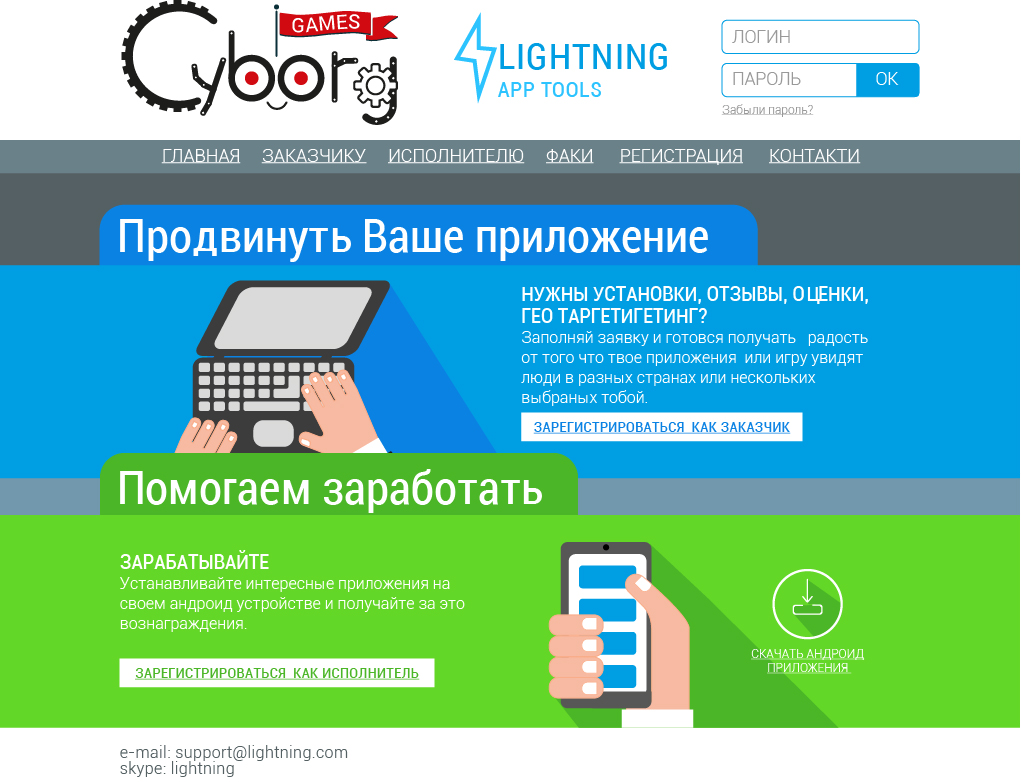 Cyborg
GAMES
LIGHTNING
APP TOOLS
ЛОГИН
ПАРОЛЬ OK
Забыли пароль?
ГЛАВНАЯ ЗАКАЗЧИКУ ИСПОЛНИТЕЛЮ ФАКИ РЕГИСТРАЦИЯ КОНТАКТИ
Продвинуть Ваше приложение
НУЖНЫ УСТАНОВКИ, ОТЗЫВЫ, ОЦЕНКИ,
ГЕО ТАРГЕТИГЕТИНГ?
Заполняй заявку и готовся получать радость
от того что твое приложения или игру увидят
люди в разных странах или нескольких
выбраных тобой.
ЗАРЕГИСТРИРОВАТЬСЯ КАК ЗАКАЗЧИК
Помогаем заработать
ЗАРАБАТЫВАЙТЕ
Устанавливайте интересные приложения на
своем андроид устройстве и получайте за это
вознаграждения.
ЗАРЕГИСТРИРОВАТЬСЯ КАК ИСПОЛНИТЕЛЬ
СКАЧАТЬ АНДРОИД
ПРИЛОЖЕНИЯ
e-mail: support@lightning.com
skype: lightning